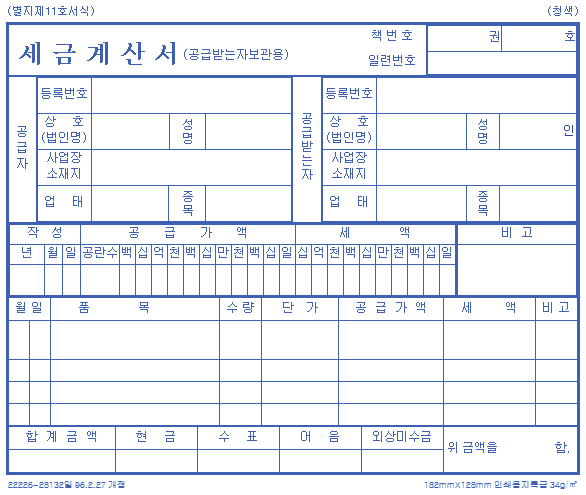 (별지제11호서식) (청색)
세 금 계 산 서 (공급받는자보관용) 책 번 호 권 호
일련번호
공급자 등록번호 공급받는자 등록번호
상 호 (법인명) 성명 상 호 (법인명) 성명 인
사업장 소재지 사업장 소재지
업 태 종목 업 태 종목
작 성 공 급 가 액 세 액 비 고
년 월 일 공란수 백 십 억 천 백 십 만 천 백 십 일 십 억 천 백 십 만 천 백 십 일
월 일 품 목 수 량 단 가 공 급 가 액 세 액 비 고
합 계 금 액 현 금 수 표 어 음 외상미수금 위 금액을 함.
22226-28132일 96.2.27 개정 182mmX128mm 인쇄용지특급 34g/㎡